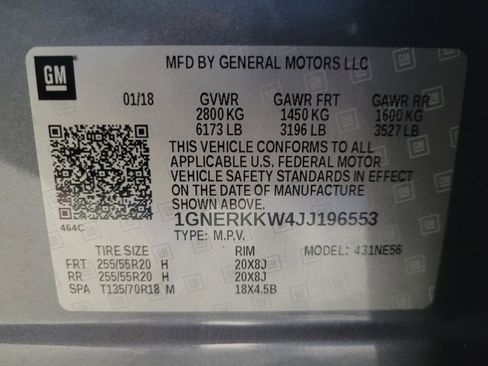 GM
MFD BY GENERAL MOTORS LLC
01/18 GVWR GAWR FRT GAWR RR
2800 KG 1450 KG 1600 KG
6173 LB 3196 LB 3527 LB
THIS VEHICLE CONFORMS TO ALL
APPLICABLE U.S. FEDERAL MOTOR
VEHICLE SAFETY STANDARDS IN EFFECT
ON THE DATE OF MANUFACTURE
SHOWN ABOVE.
464C
1GNERKKW4JJ196553
TYPE: M.P.V. MODEL: 431NE56
TIRE SIZE RIM
FRT 255/55R20 H 20X8J
RR 255/55R20 H 20X8J
SPA T135/70R18 M 18X4.5B